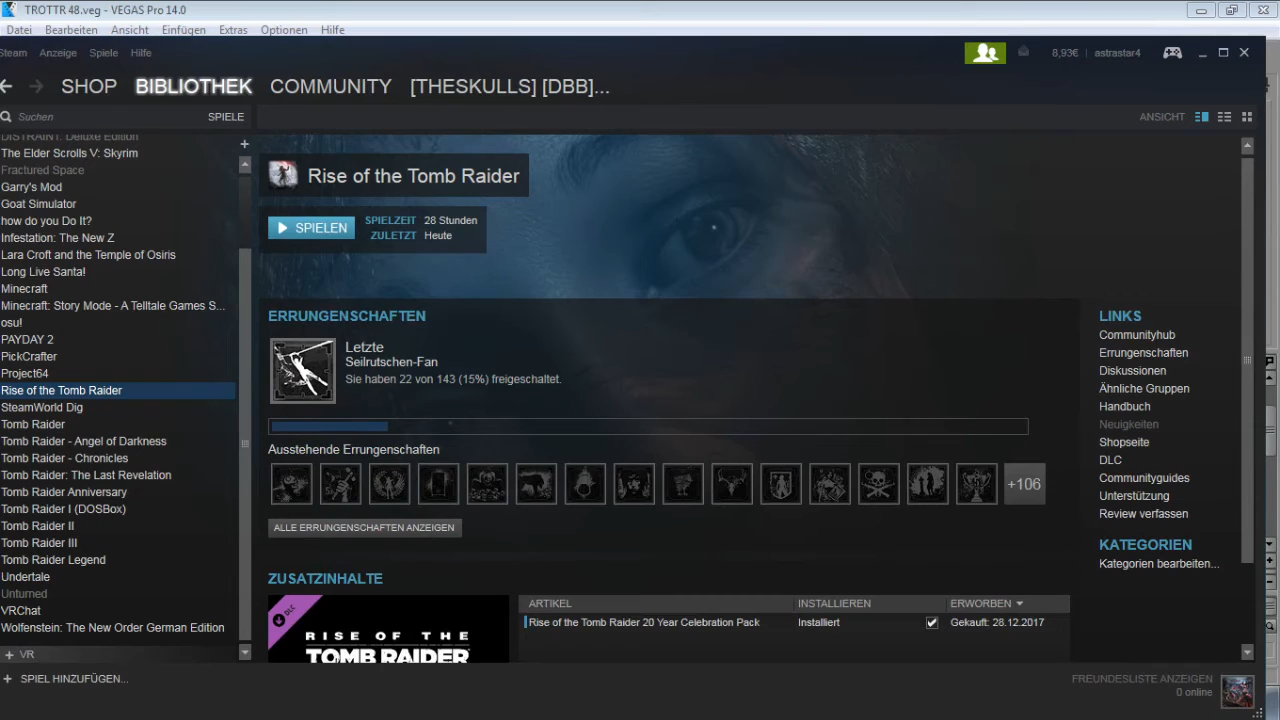 TROTTR 48.veg - VEGAS Pro 14.0
Datei Bearbeiten Ansicht Einfügen Extras Optionen Hilfe
Steam Anzeige Spiele Hilfe
8,93€ astrastar4
SHOP BIBLIOTHEK COMMUNITY [THESKULLS] [DBB]...
Suchen SPIELE
ANSICHT
DISTRAINT: Deluxe Edition
The Elder Scrolls V: Skyrim
Fractured Space
Garry's Mod
Goat Simulator
how do you Do It?
Infestation: The New Z
Lara Croft and the Temple of Osiris
Long Live Santa!
Minecraft
Minecraft: Story Mode - A Telltale Games S...
osu!
PAYDAY 2
PickCrafter
Project64
Rise of the Tomb Raider
SteamWorld Dig
Tomb Raider
Tomb Raider - Angel of Darkness
Tomb Raider - Chronicles
Tomb Raider: The Last Revelation
Tomb Raider Anniversary
Tomb Raider I (DOSBox)
Tomb Raider II
Tomb Raider III
Tomb Raider Legend
Undertale
Unturned
VRChat
Wolfenstein: The New Order German Edition
+ VR
+ SPIEL HINZUFÜGEN...
Rise of the Tomb Raider
SPIELEN
SPIELZEIT 28 Stunden
ZULETZT Heute
ERRUNGENSCHAFTEN
Letzte
Seilrutschen-Fan
Sie haben 22 von 143 (15%) freigeschaltet.
Ausstehende Errungenschaften
+106
ALLE ERRUNGENSCHAFTEN ANZEIGEN
ZUSATZINHALTE
DLC
RISE OF THE
TOMB RAIDER
ARTIKEL INSTALLIEREN ERWORBEN
Rise of the Tomb Raider 20 Year Celebration Pack Installiert Gekauft: 28.12.2017
LINKS
Communityhub
Errungenschaften
Diskussionen
Ähnliche Gruppen
Handbuch
Neuigkeiten
Shopseite
DLC
Communityguides
Unterstützung
Review verfassen
KATEGORIEN
Kategorien bearbeiten...
FREUNDESLISTE ANZEIGEN
0 online